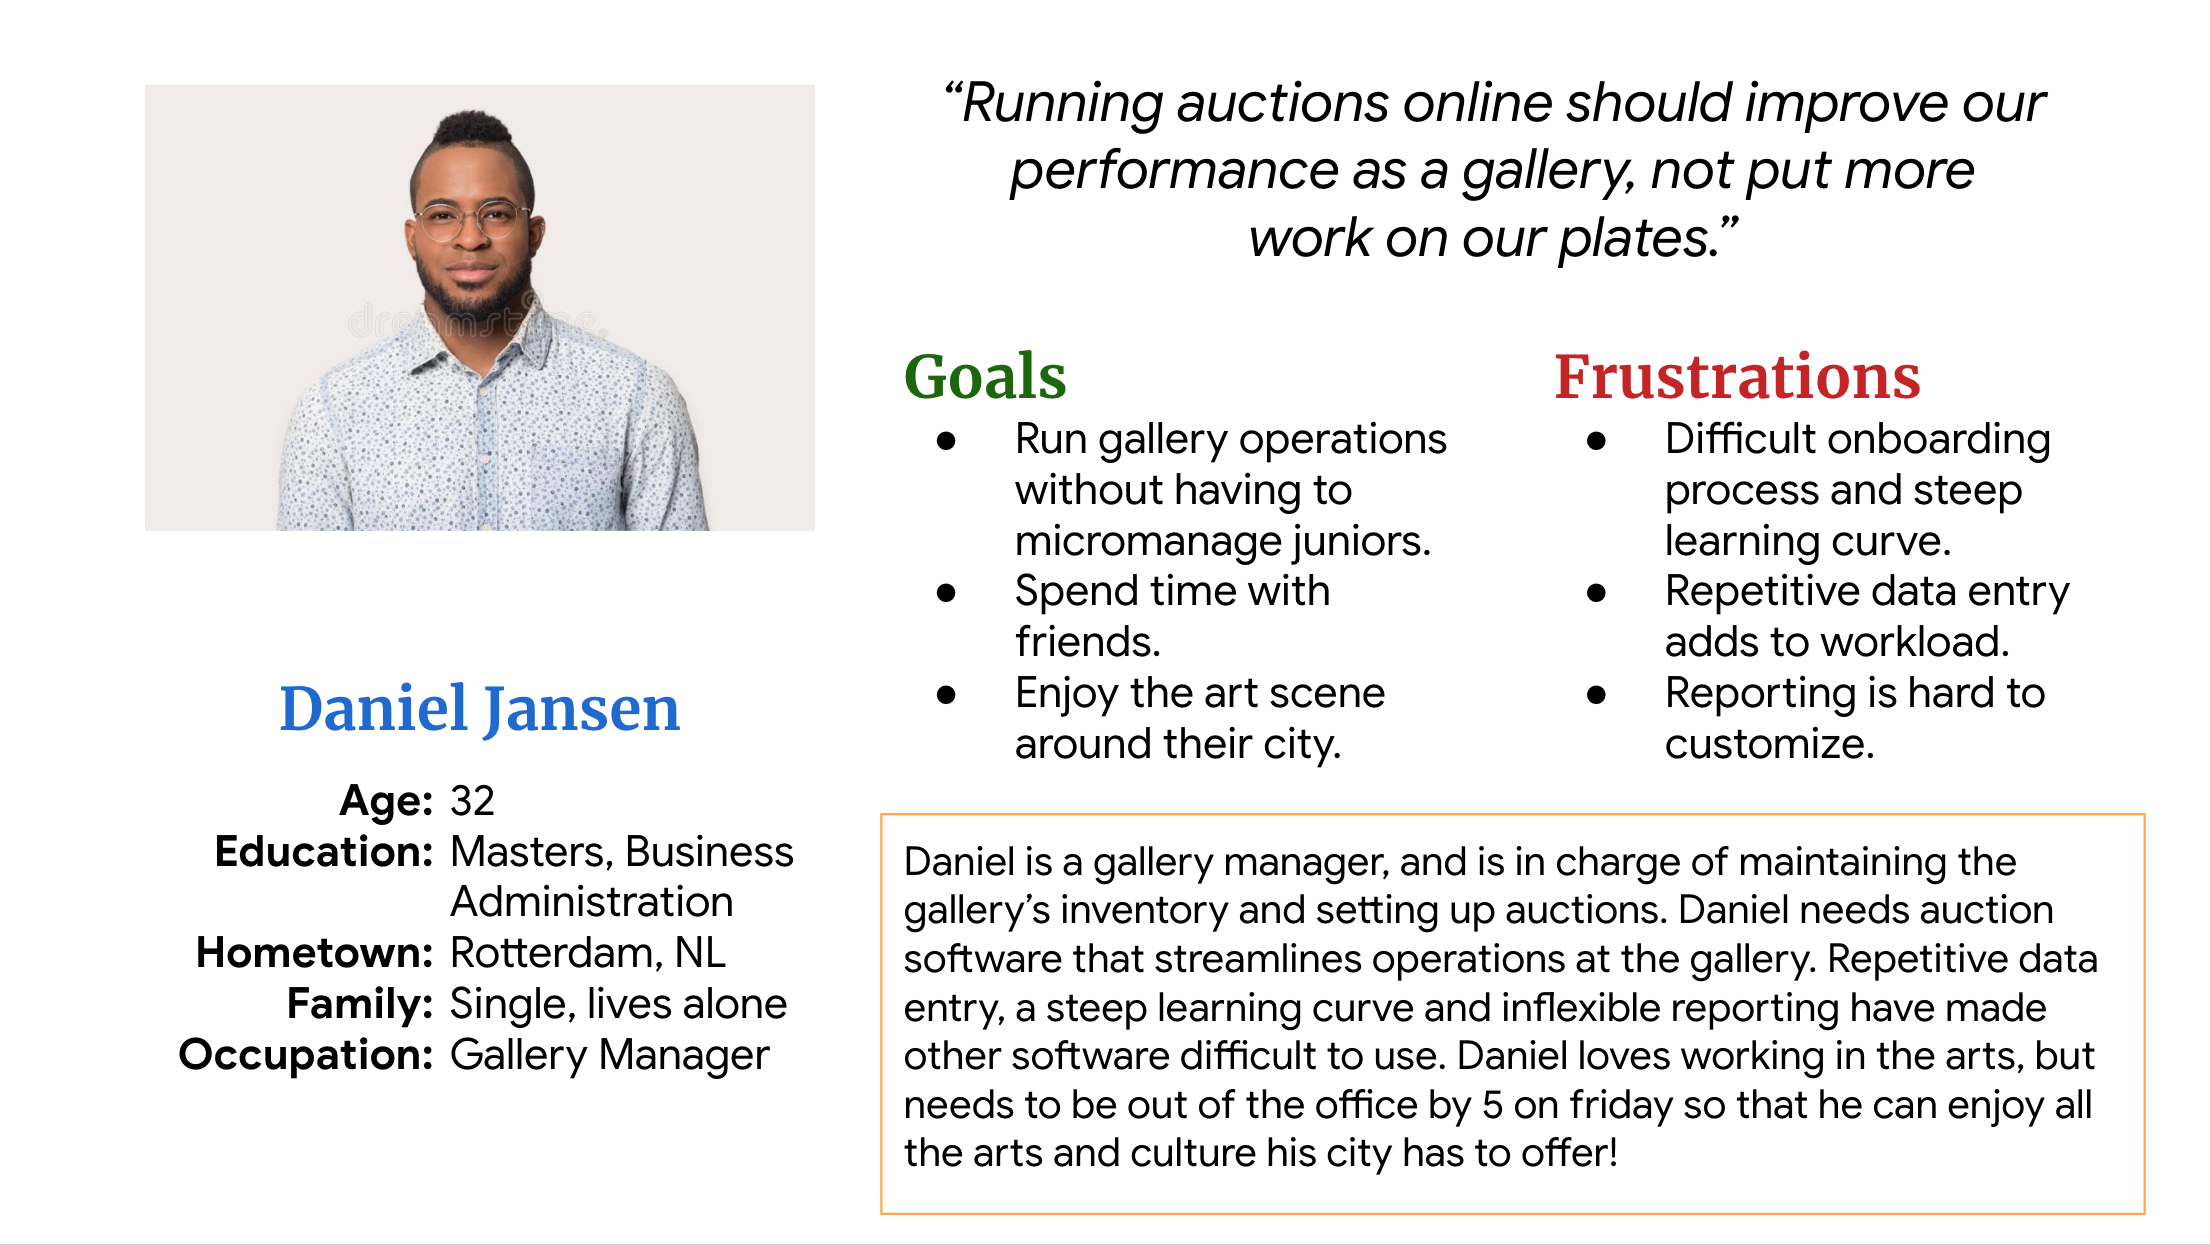 “Running auctions online should improve our
performance as a gallery, not put more
work on our plates.”
dreamstime.
Daniel Jansen
Age: 32
Education: Masters, Business
Administration
Hometown: Rotterdam, NL
Family: Single, lives alone
Occupation: Gallery Manager
Goals
● Run gallery operations
without having to
micromanage juniors.
● Spend time with
friends.
● Enjoy the art scene
around their city.
Frustrations
● Difficult onboarding
process and steep
learning curve.
● Repetitive data entry
adds to workload.
● Reporting is hard to
customize.
Daniel is a gallery manager, and is in charge of maintaining the
gallery’s inventory and setting up auctions. Daniel needs auction
software that streamlines operations at the gallery. Repetitive data
entry, a steep learning curve and inflexible reporting have made
other software difficult to use. Daniel loves working in the arts, but
needs to be out of the office by 5 on friday so that he can enjoy all
the arts and culture his city has to offer!